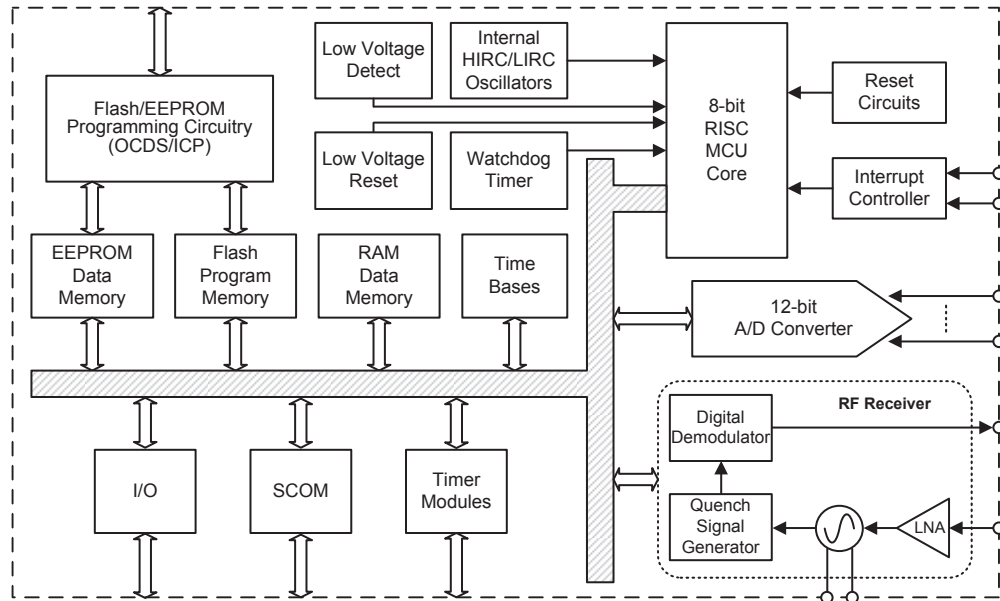 Flash/EEPROM
Programming Circuitry
(OCDS/ICP)
Low Voltage
Detect
Internal
HIRC/LIRC
Oscillators
Low Voltage
Reset
Watchdog
Timer
8-bit
RISC
MCU
Core
Reset
Circuits
Interrupt
Controller
EEPROM
Data
Memory
Flash
Program
Memory
RAM
Data
Memory
Time
Bases
12-bit
A/D Converter
I/O
SCOM
Timer
Modules
RF Receiver
Digital
Demodulator
Quench
Signal
Generator
LNA